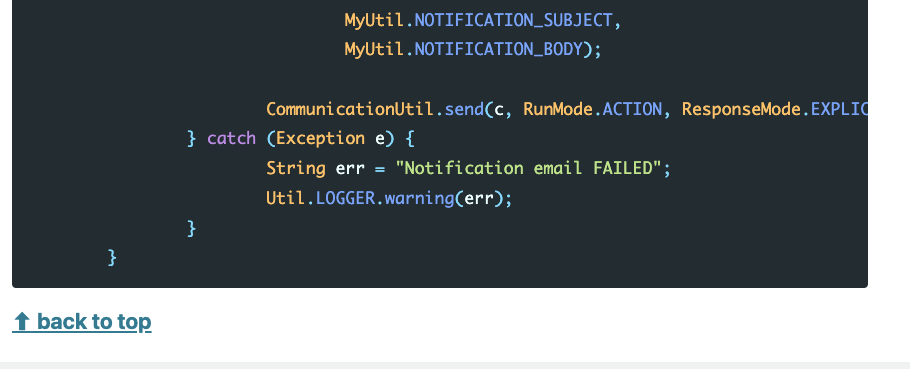 MyUtil.NOTIFICATION_SUBJECT,
MyUtil.NOTIFICATION_BODY);
CommunicationUtil.send(c, RunMode.ACTION, ResponseMode.EXPLIC
} catch (Exception e) {
String err = "Notification email FAILED";
Util.LOGGER.warning(err);
}
}
⬆ back to top